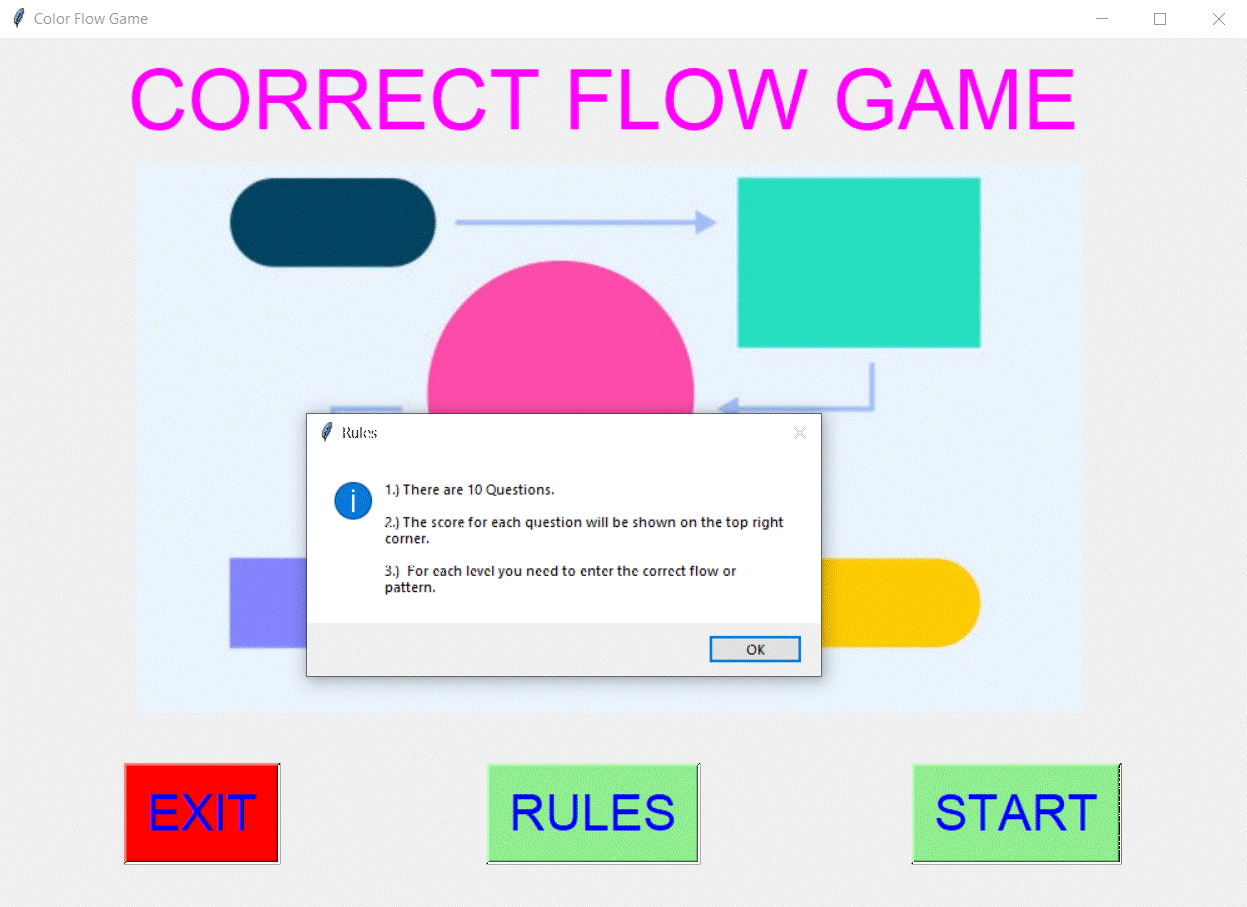 Color Flow Game
CORRECT FLOW GAME
Rules
1.) There are 10 Questions.
2.) The score for each question will be shown on the top right
corner.
3.)  For each level you need to enter the correct flow or
pattern.
OK
EXIT
RULES
START